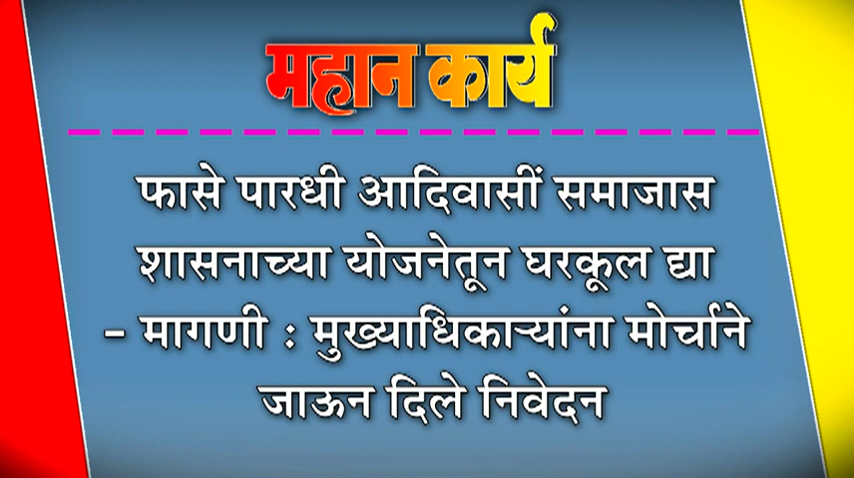 महान कार्य
फासे पारधी आदिवासीं समाजास
शासनाच्या योजनेतून घरकूल द्या
- मागणी : मुख्याधिकाऱ्यांना मोर्चाने
जाऊन दिले निवेदन